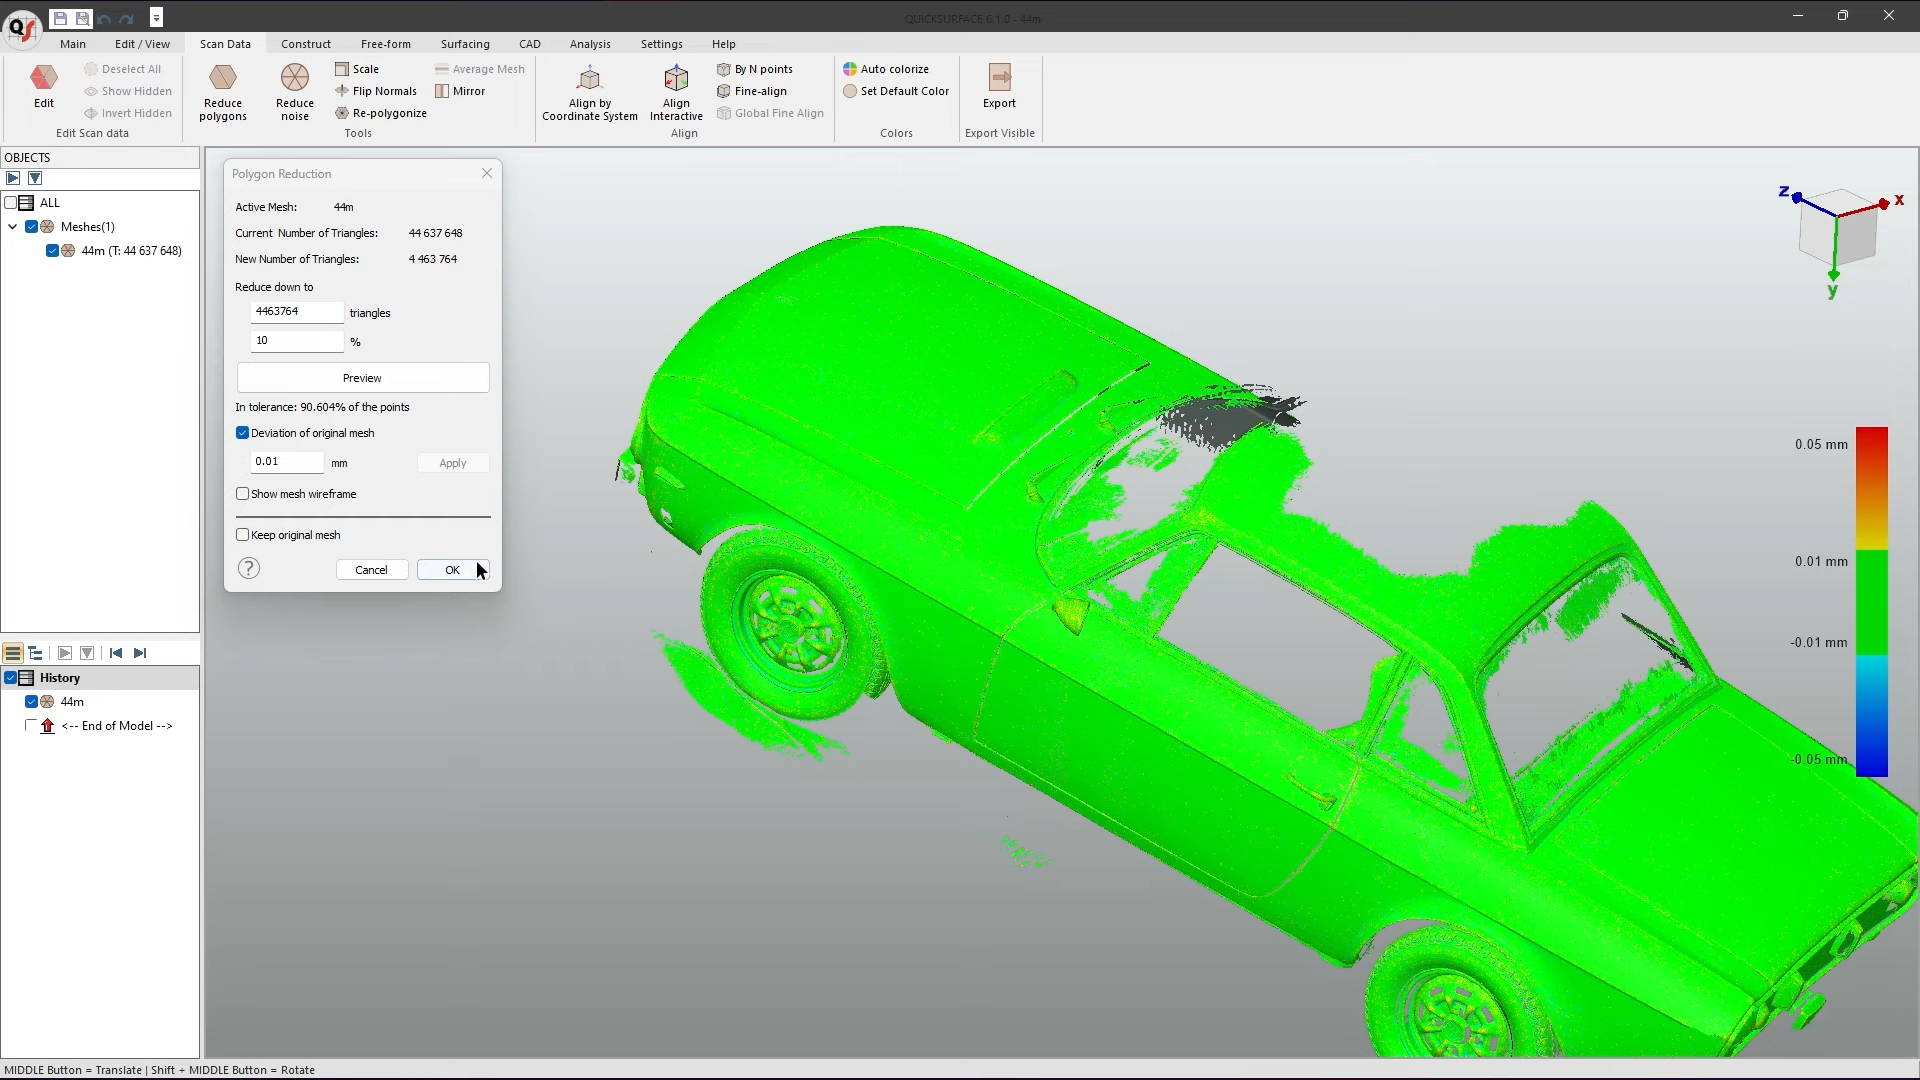 QS
QUICKSURFACE 6.1.0 - 44m
Main Edit / View Scan Data Construct Free-form Surfacing CAD Analysis Settings Help
Edit
Deselect All
Show Hidden
Invert Hidden
Edit Scan data
Reduce polygons
Reduce noise
Scale
Flip Normals
Re-polygonize
Average Mesh
Mirror
Tools
Align by Coordinate System
Align Interactive
By N points
Fine-align
Global Fine Align
Align
Auto colorize
Set Default Color
Colors
Export
Export Visible
OBJECTS
ALL
Meshes(1)
44m (T: 44 637 648)
History
44m
<-- End of Model -->
Polygon Reduction
Active Mesh: 44m
Current Number of Triangles: 44 637 648
New Number of Triangles: 4 463 764
Reduce down to
4463764 triangles
10 %
Preview
In tolerance: 90.604% of the points
Deviation of original mesh
0.01 mm Apply
Show mesh wireframe
Keep original mesh
? Cancel OK
z x
y
0.05 mm
0.01 mm
-0.01 mm
-0.05 mm
MIDDLE Button = Translate | Shift + MIDDLE Button = Rotate